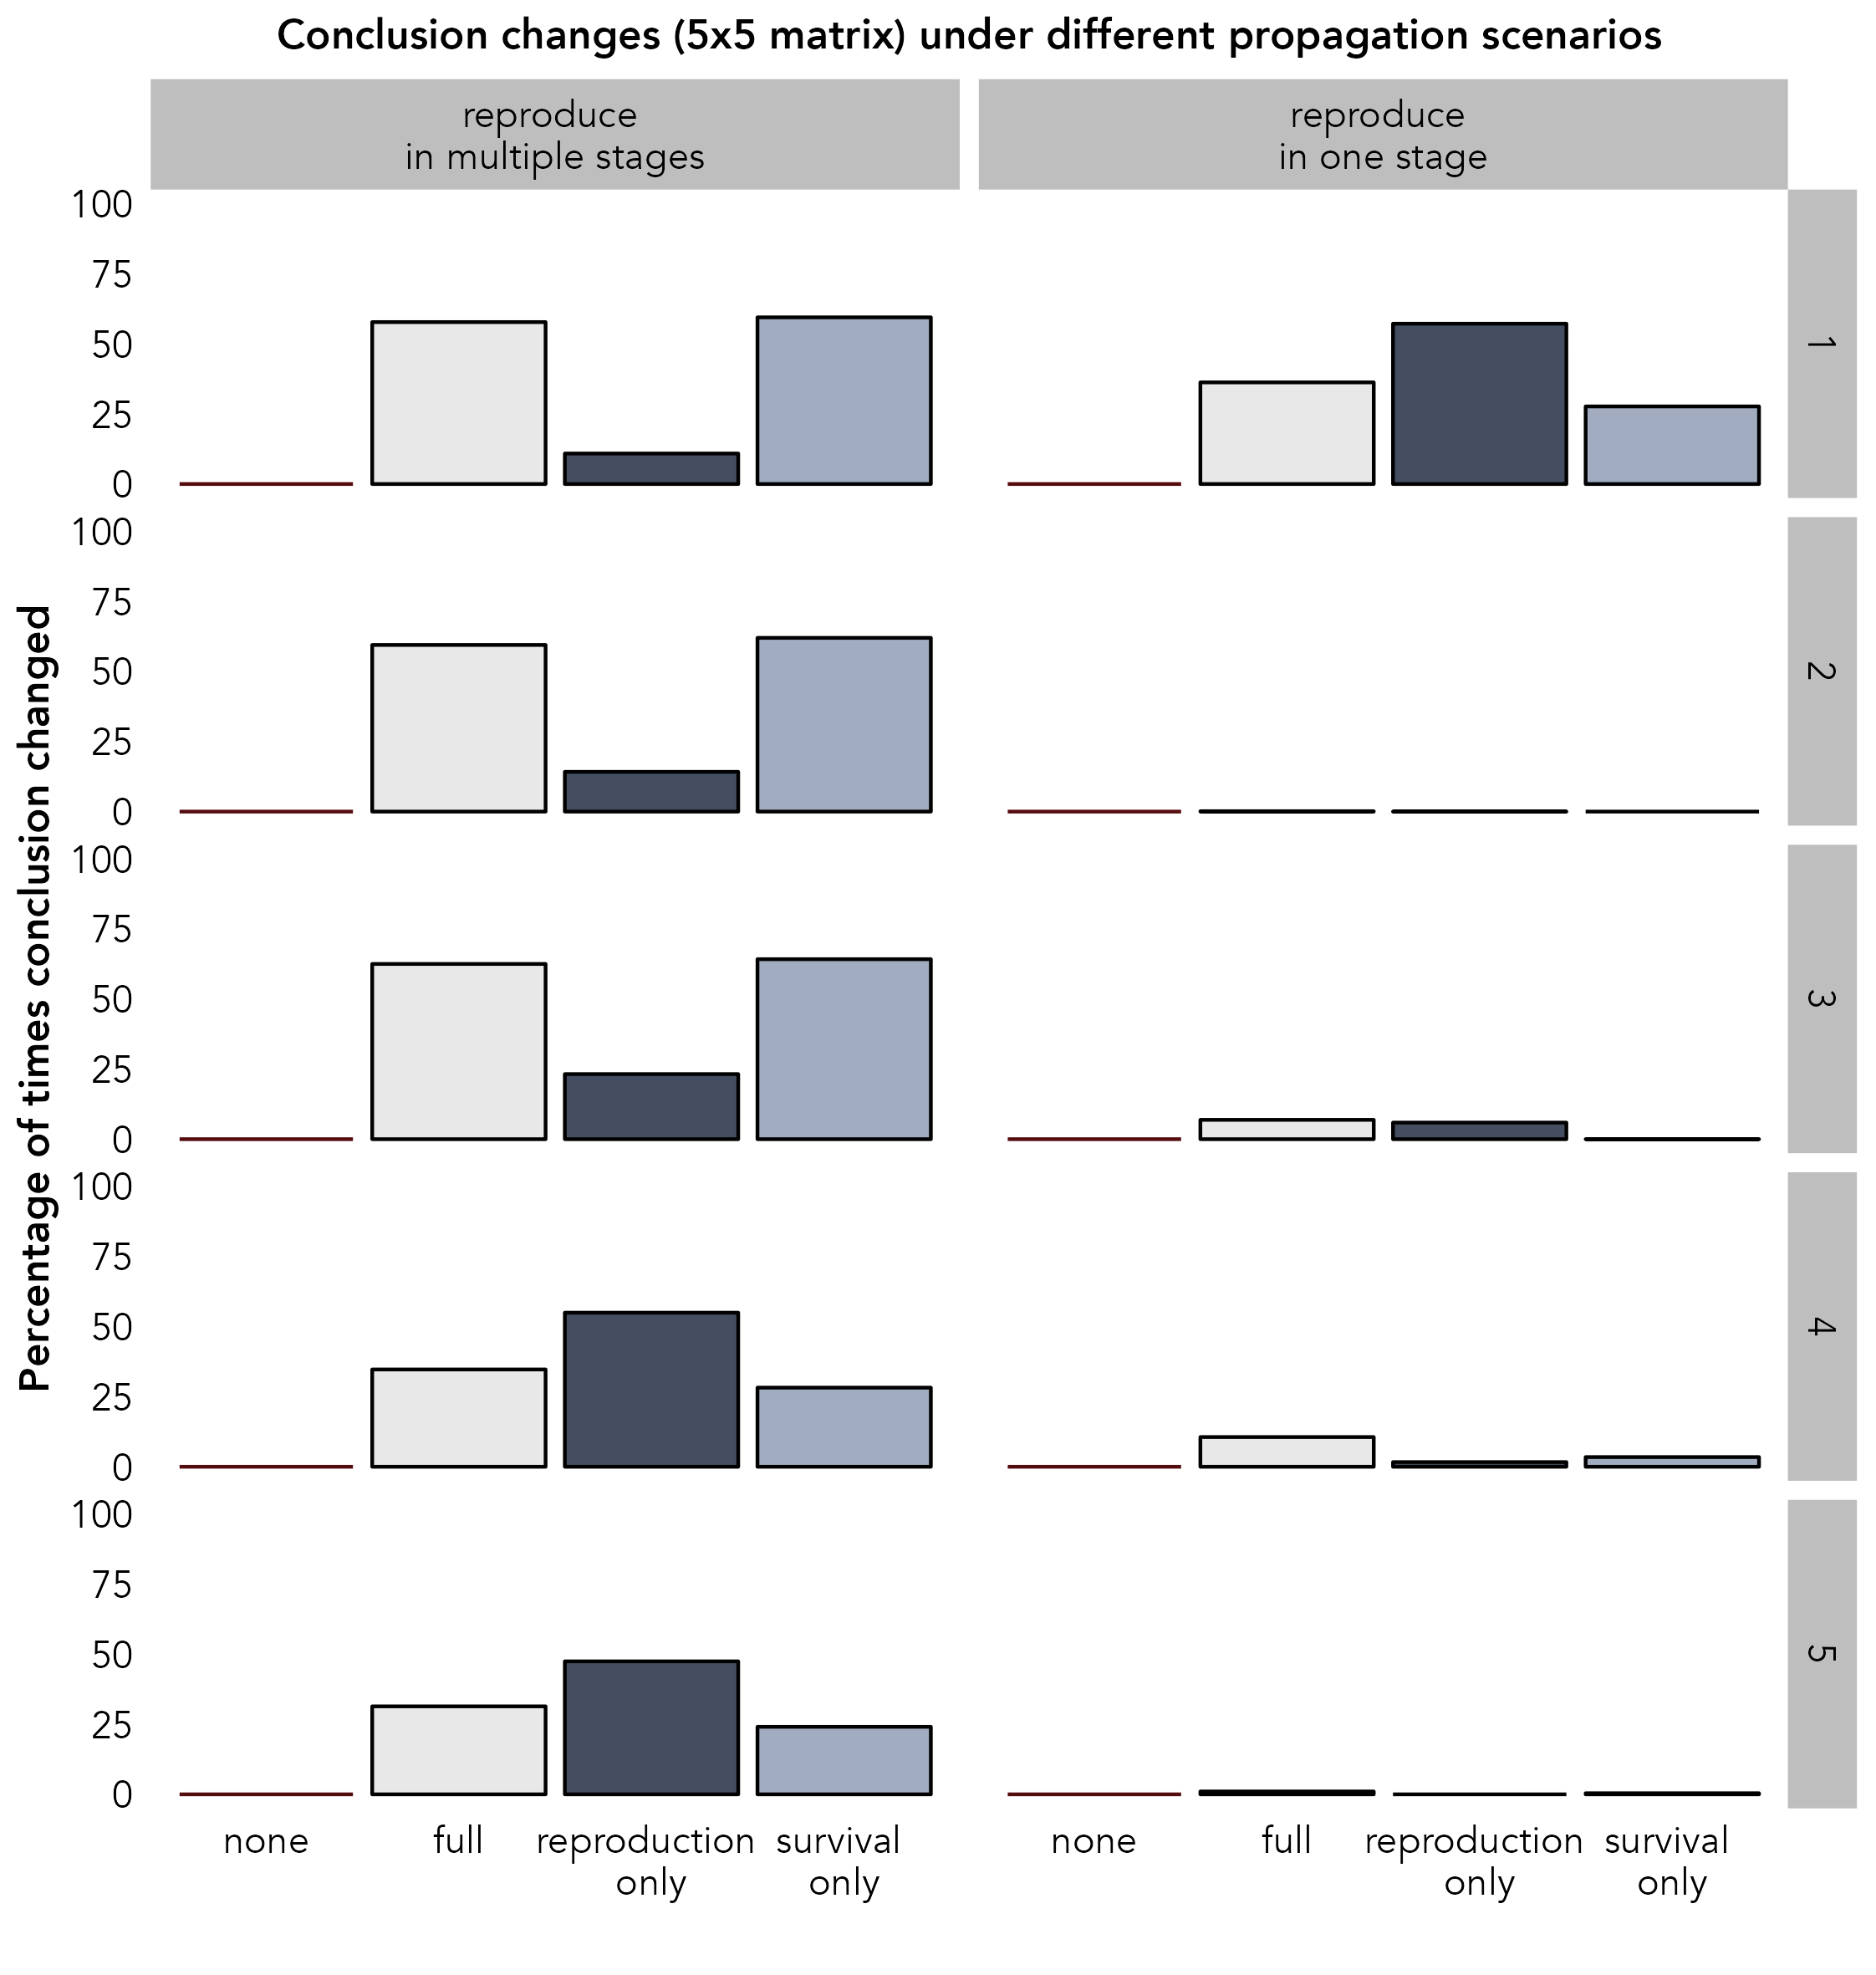 Conclusion changes (5x5 matrix) under different propagation scenarios
reproduce
in multiple stages
reproduce
in one stage
Percentage of times conclusion changed
100
75
50
25
0
1
100
75
50
25
0
2
100
75
50
25
0
3
100
75
50
25
0
4
100
75
50
25
0
5
none
full
reproduction
only
survival
only
none
full
reproduction
only
survival
only